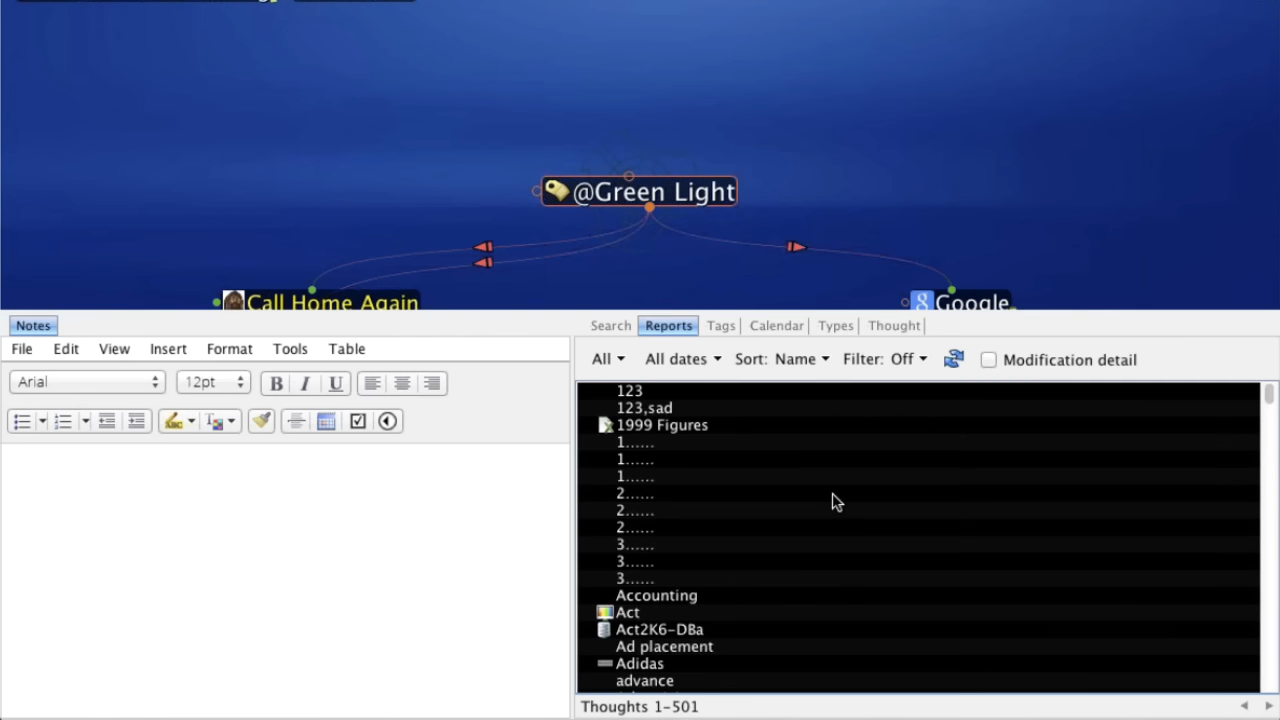 @Green Light
Call Home Again
Google
Notes
Search Reports Tags Calendar Types Thought
File Edit View Insert Format Tools Table
All All dates Sort: Name Filter: Off Modification detail
Arial 12pt B I U
123
123,sad
1999 Figures
1......
1......
1......
2......
2......
2......
3......
3......
3......
Accounting
Act
Act2K6-DBa
Ad placement
Adidas
advance
Thoughts 1-501